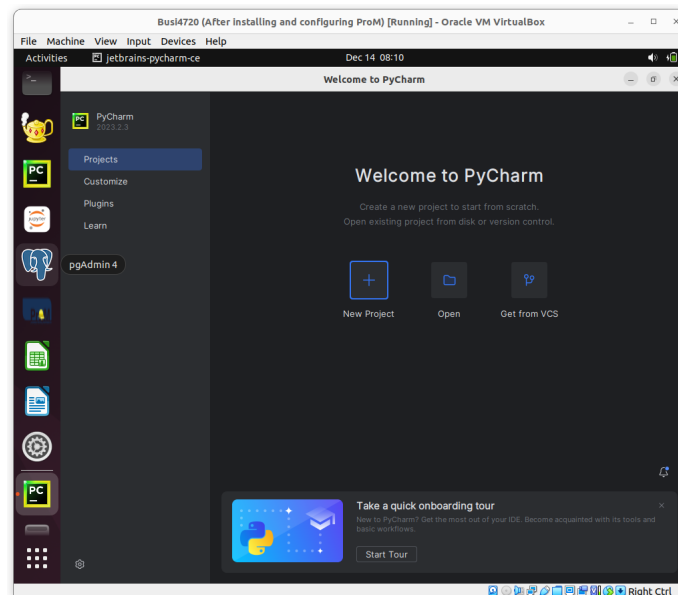 Busi4720 (After installing and configuring ProM) [Running] - Oracle VM VirtualBox
File Machine View Input Devices Help
Activities jetbrains-pycharm-ce Dec 14 08:10
Welcome to PyCharm
>_
PyCharm
2023.2.3
Projects
Customize
Plugins
Learn
PC
jupyter
pgAdmin 4
Welcome to PyCharm
Create a new project to start from scratch.
Open existing project from disk or version control.
New Project Open Get from VCS
PC
Take a quick onboarding tour
New to PyCharm? Get the most out of your IDE. Become acquainted with its tools and
basic workflows.
Start Tour
Right Ctrl